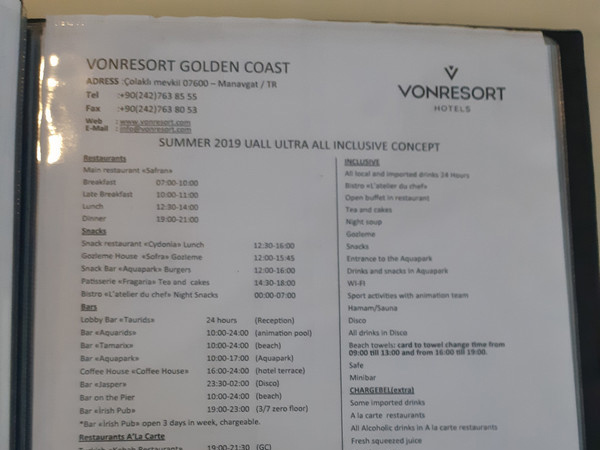 VONRESORT GOLDEN COAST
ADRESS :Çolaklı mevkii 07600 – Manavgat / TR
Tel :+90(242)763 85 55
Fax :+90(242)763 80 53
Web : www.vonresort.com
E-Mail : info@vonresort.com
VONRESORT
HOTELS
SUMMER 2019 UALL ULTRA ALL INCLUSIVE CONCEPT
Restaurants
Main restaurant «Safran»
Breakfast 07:00-10:00
Late Breakfast 10:00-11:00
Lunch 12:30-14:00
Dinner 19:00-21:00
Snacks
Snack restaurant «Cydonia» Lunch 12:30-16:00
Gozleme House «Sofra» Gozleme 12:00-15:45
Snack Bar «Aquapark» Burgers 12:00-16:00
Patisserie «Fragaria» Tea and cakes 14:30-18:00
Bistro «L'atelier du chef» Night Snacks 00:00-07:00
Bars
Lobby Bar «Taurids» 24 hours (Reception)
Bar «Aquarids» 10:00-24:00 (animation pool)
Bar «Tamarix» 10:00-24:00 (beach)
Bar «Aquapark» 10:00-17:00 (Aquapark)
Coffee House «Coffee House» 16:00-24:00 (hotel terrace)
Bar «Jasper» 23:30-02:00 (Disco)
Bar on the Pier 10:00-24:00 (beach)
Bar «İrish Pub» 19:00-23:00 (3/7 zero floor)
*Bar «İrish Pub» open 3 days in week, chargeable.
Restaurants A'La Carte
Turkish «Kebab Restaurant» 19:00-21:30 (GC)
INCLUSIVE
All local and imported drinks 24 Hours
Bistro «L'atelier du chef»
Open buffet in restaurant
Tea and cakes
Night soup
Gozleme
Snacks
Entrance to the Aquapark
Drinks and snacks in Aquapark
WI-FI
Sport activities with animation team
Hamam/Sauna
Disco
All drinks in Disco
Beach towels: card to towel change time from
09:00 till 13:00 and from 16:00 till 19:00.
Safe
Minibar
CHARGEBEL(extra)
Some imported drinks
A la carte restaurants
All Alcoholic drinks in A la carte restaurants
Fresh squeezed juice